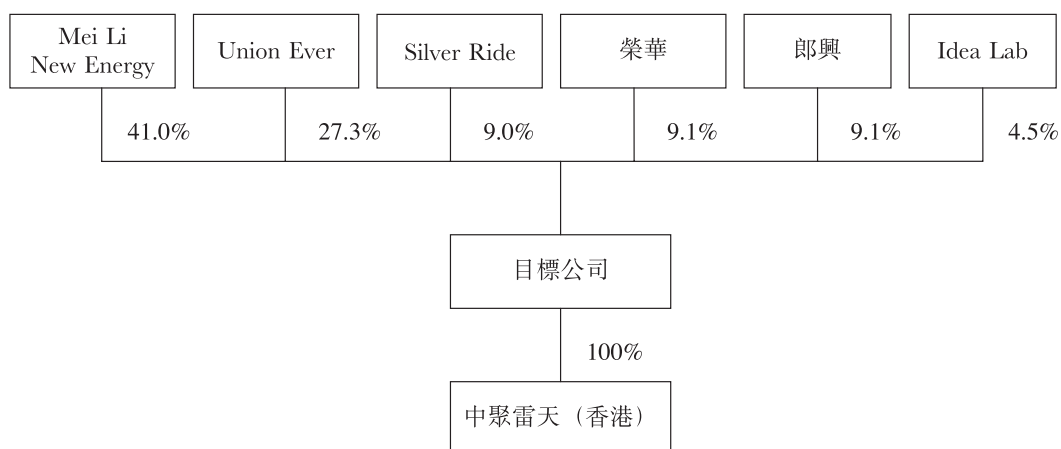 Mei Li
New Energy
Union Ever
Silver Ride
榮華
郎興
Idea Lab
41.0%
27.3%
9.0%
9.1%
9.1%
4.5%
目標公司
100%
中聚雷天（香港）